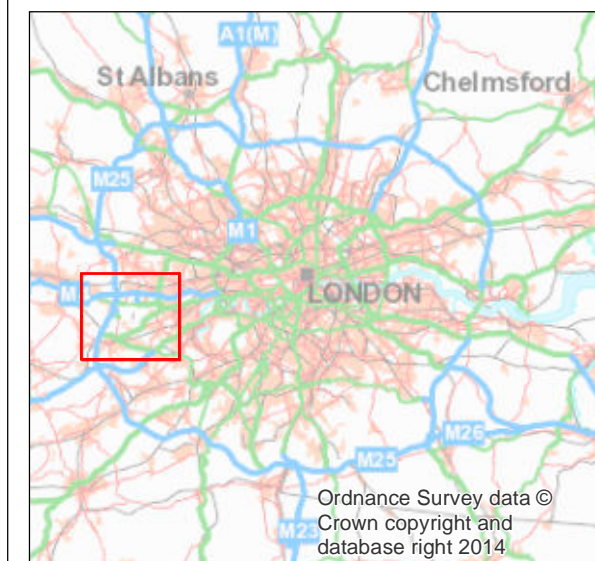 A1(M)
St Albans
Chelmsford
M25
M1
LONDON
M26
M25
M23
Ordnance Survey data ©
Crown copyright and
database right 2014